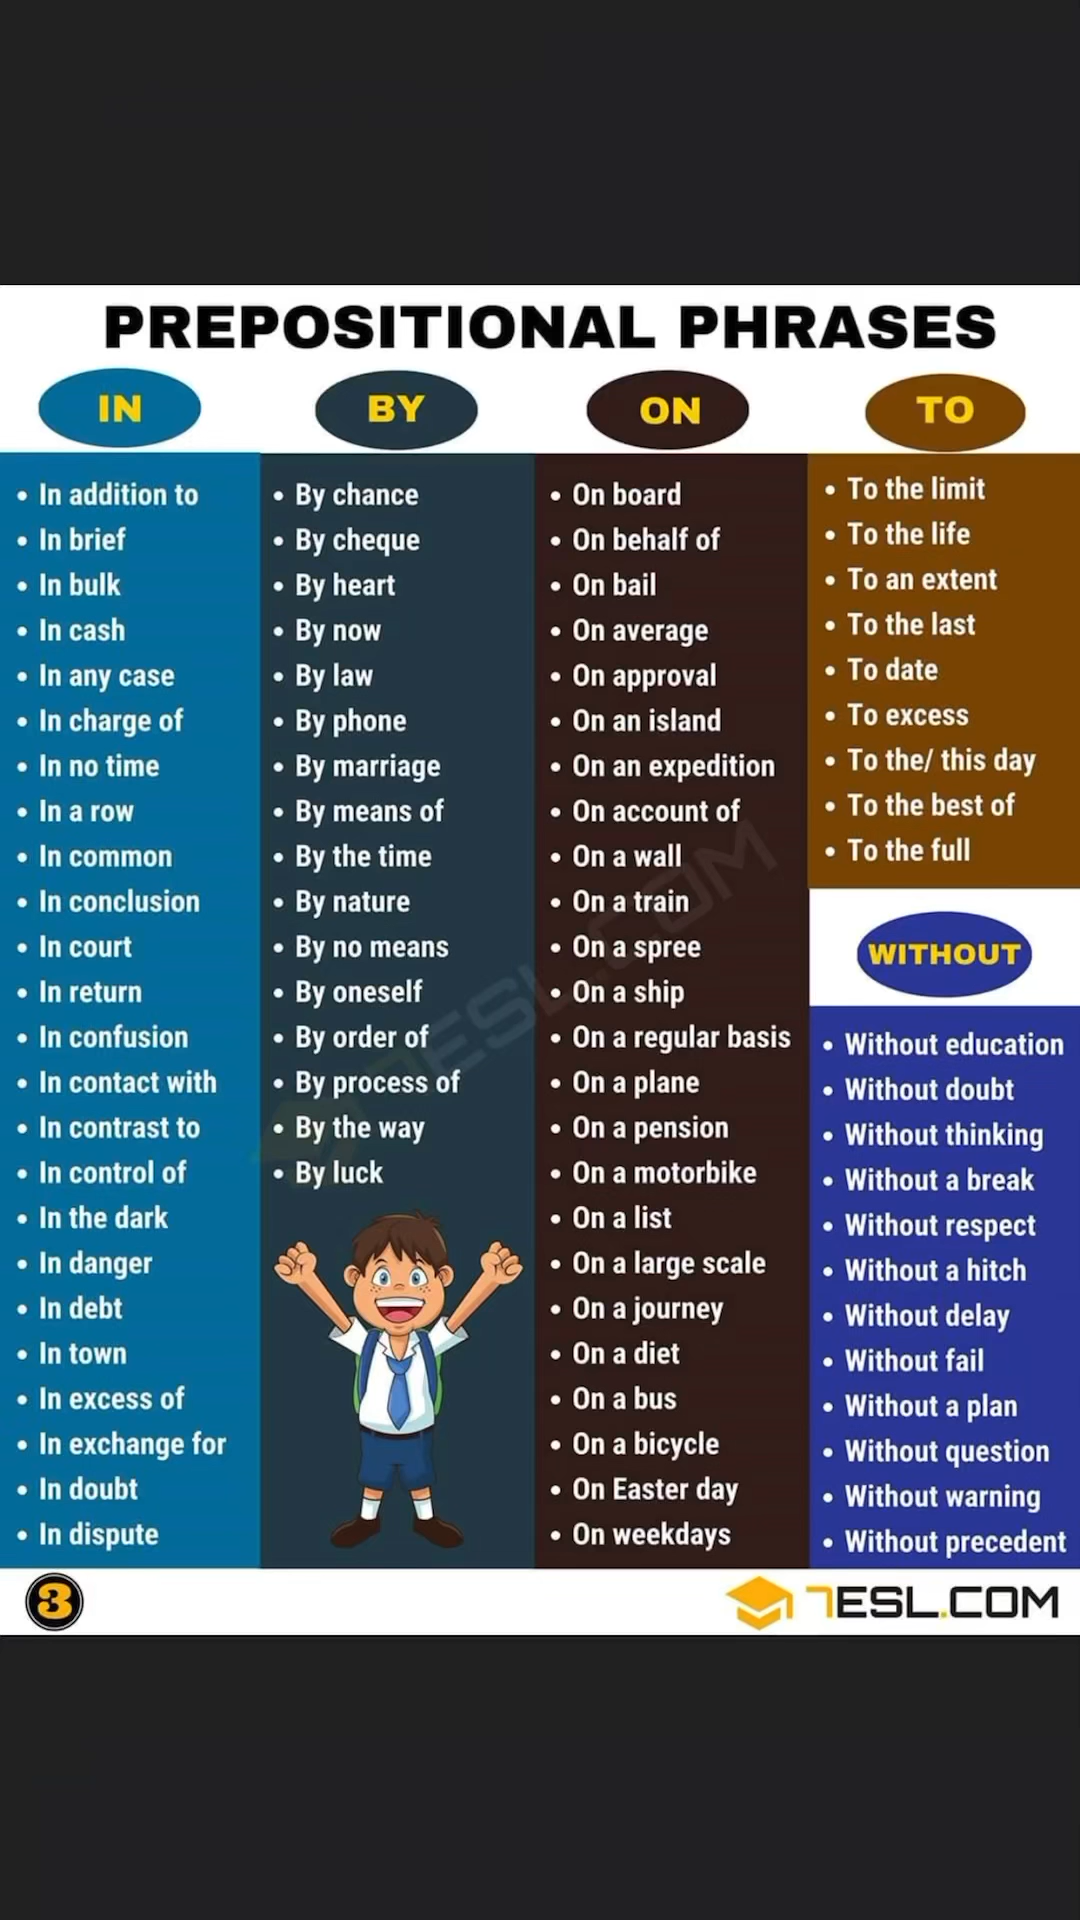 PREPOSITIONAL PHRASES
IN
• In addition to
• In brief
• In bulk
• In cash
• In any case
• In charge of
• In no time
• In a row
• In common
• In conclusion
• In court
• In return
• In confusion
• In contact with
• In contrast to
• In control of
• In the dark
• In danger
• In debt
• In town
• In excess of
• In exchange for
• In doubt
• In dispute
BY
• By chance
• By cheque
• By heart
• By now
• By law
• By phone
• By marriage
• By means of
• By the time
• By nature
• By no means
• By oneself
• By order of
• By process of
• By the way
• By luck
ON
• On board
• On behalf of
• On bail
• On average
• On approval
• On an island
• On an expedition
• On account of
• On a wall
• On a train
• On a spree
• On a ship
• On a regular basis
• On a plane
• On a pension
• On a motorbike
• On a list
• On a large scale
• On a journey
• On a diet
• On a bus
• On a bicycle
• On Easter day
• On weekdays
TO
• To the limit
• To the life
• To an extent
• To the last
• To date
• To excess
• To the/ this day
• To the best of
• To the full
WITHOUT
• Without education
• Without doubt
• Without thinking
• Without a break
• Without respect
• Without a hitch
• Without delay
• Without fail
• Without a plan
• Without question
• Without warning
• Without precedent
7ESL.COM
3
7ESL.COM